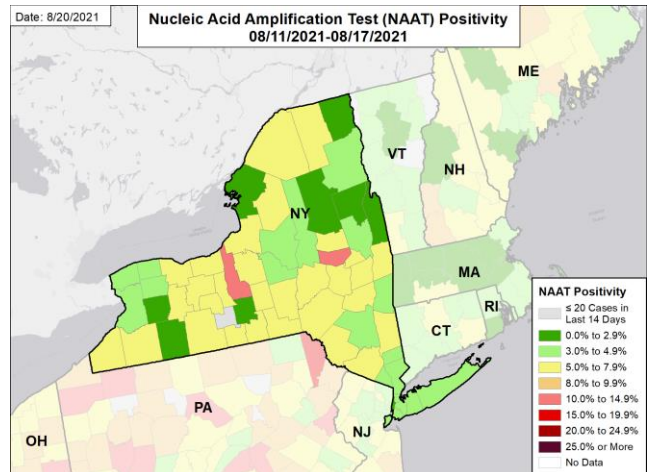 Date: 8/20/2021
Nucleic Acid Amplification Test (NAAT) Positivity
08/11/2021-08/17/2021
ME
VT
NH
NY
MA
CT
RI
PA
NJ
OH
NAAT Positivity
≤ 20 Cases in
Last 14 Days
0.0% to 2.9%
3.0% to 4.9%
5.0% to 7.9%
8.0% to 9.9%
10.0% to 14.9%
15.0% to 19.9%
20.0% to 24.9%
25.0% or More
No Data